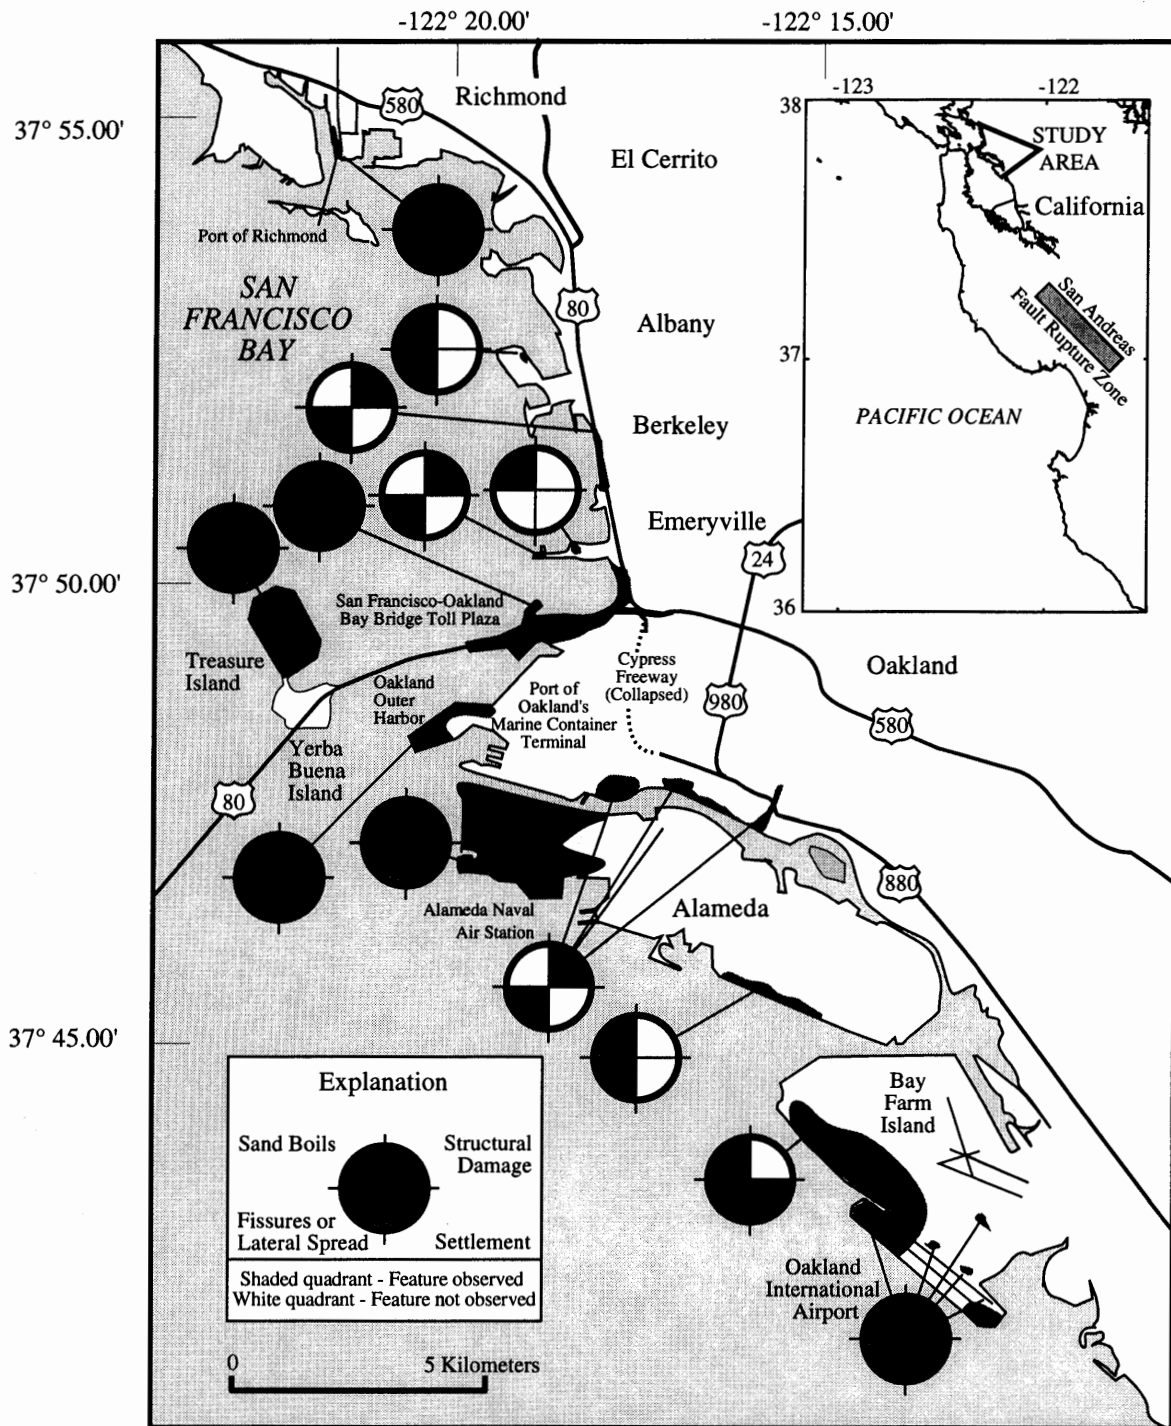 -122° 20.00'
-122° 15.00'
37° 55.00'
37° 50.00'
37° 45.00'
580
Richmond
El Cerrito
Port of Richmond
SAN
FRANCISCO
BAY
80
Albany
Berkeley
Emeryville
24
San Francisco-Oakland
Bay Bridge Toll Plaza
Treasure
Island
Oakland
Outer
Harbor
Port of
Oakland's
Marine Container
Terminal
Cypress
Freeway
(Collapsed)
980
Oakland
580
Yerba
Buena
Island
80
880
Alameda Naval
Air Station
Alameda
Bay
Farm
Island
Oakland
International
Airport
-123
-122
38
37
36
STUDY
AREA
California
San Andreas
Fault Rupture Zone
PACIFIC OCEAN
Explanation
Sand Boils
Structural
Damage
Fissures or
Lateral Spread
Settlement
Shaded quadrant - Feature observed
White quadrant - Feature not observed
0
5 Kilometers